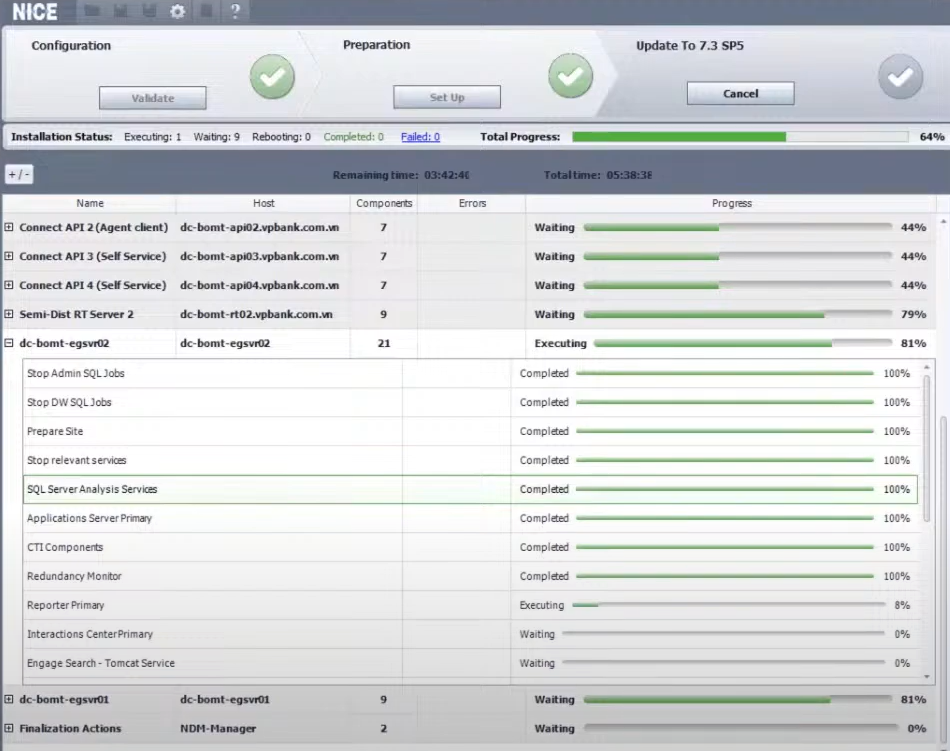 NICE
?
Configuration
Validate
Preparation
Set Up
Update To 7.3 SP5
Cancel
Installation Status: Executing: 1 Waiting: 9 Rebooting: 0 Completed: 0 Failed: 0 Total Progress: 64%
+/- Remaining time: 03:42:40 Total time: 05:38:38
Name Host Components Errors Progress
Connect API 2 (Agent client) dc-bomt-api02.vpbank.com.vn 7 Waiting 44%
Connect API 3 (Self Service) dc-bomt-api03.vpbank.com.vn 7 Waiting 44%
Connect API 4 (Self Service) dc-bomt-api04.vpbank.com.vn 7 Waiting 44%
Semi-Dist RT Server 2 dc-bomt-rt02.vpbank.com.vn 9 Waiting 79%
dc-bomt-egsvr02 dc-bomt-egsvr02 21 Executing 81%
Stop Admin SQL Jobs Completed 100%
Stop DW SQL Jobs Completed 100%
Prepare Site Completed 100%
Stop relevant services Completed 100%
SQL Server Analysis Services Completed 100%
Applications Server Primary Completed 100%
CTI Components Completed 100%
Redundancy Monitor Completed 100%
Reporter Primary Executing 8%
Interactions Center Primary Waiting 0%
Engage Search - Tomcat Service Waiting 0%
dc-bomt-egsvr01 dc-bomt-egsvr01 9 Waiting 81%
Finalization Actions NDM-Manager 2 Waiting 0%